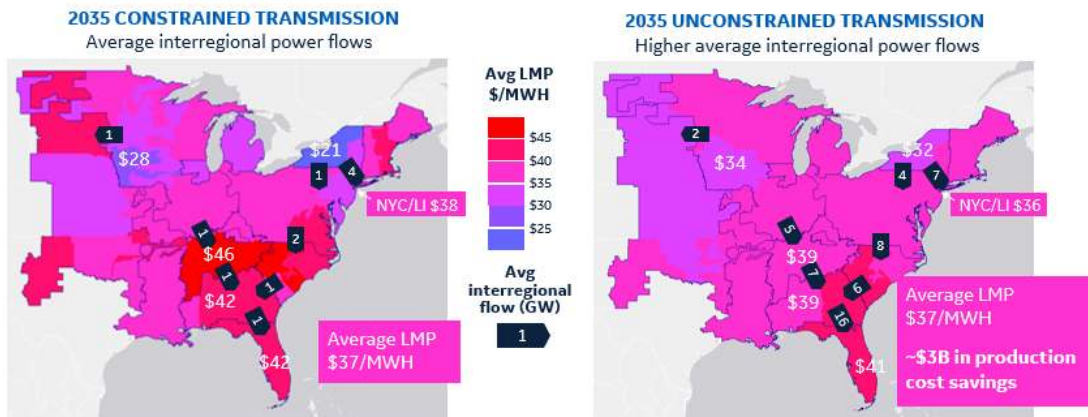 2035 CONSTRAINED TRANSMISSION
Average interregional power flows
1
$28
$21
1
4
NYC/LI $38
1
2
$46
1
$42
1
1
$42
Average LMP
$37/MWH
Avg LMP
$/MWH
$45
$40
$35
$30
$25
Avg
interregional
flow (GW)
1
2035 UNCONSTRAINED TRANSMISSION
Higher average interregional power flows
2
$34
$32
4
7
NYC/LI $36
5
8
$39
7
$39
6
16
$41
Average LMP
$37/MWH
~$3B in production
cost savings